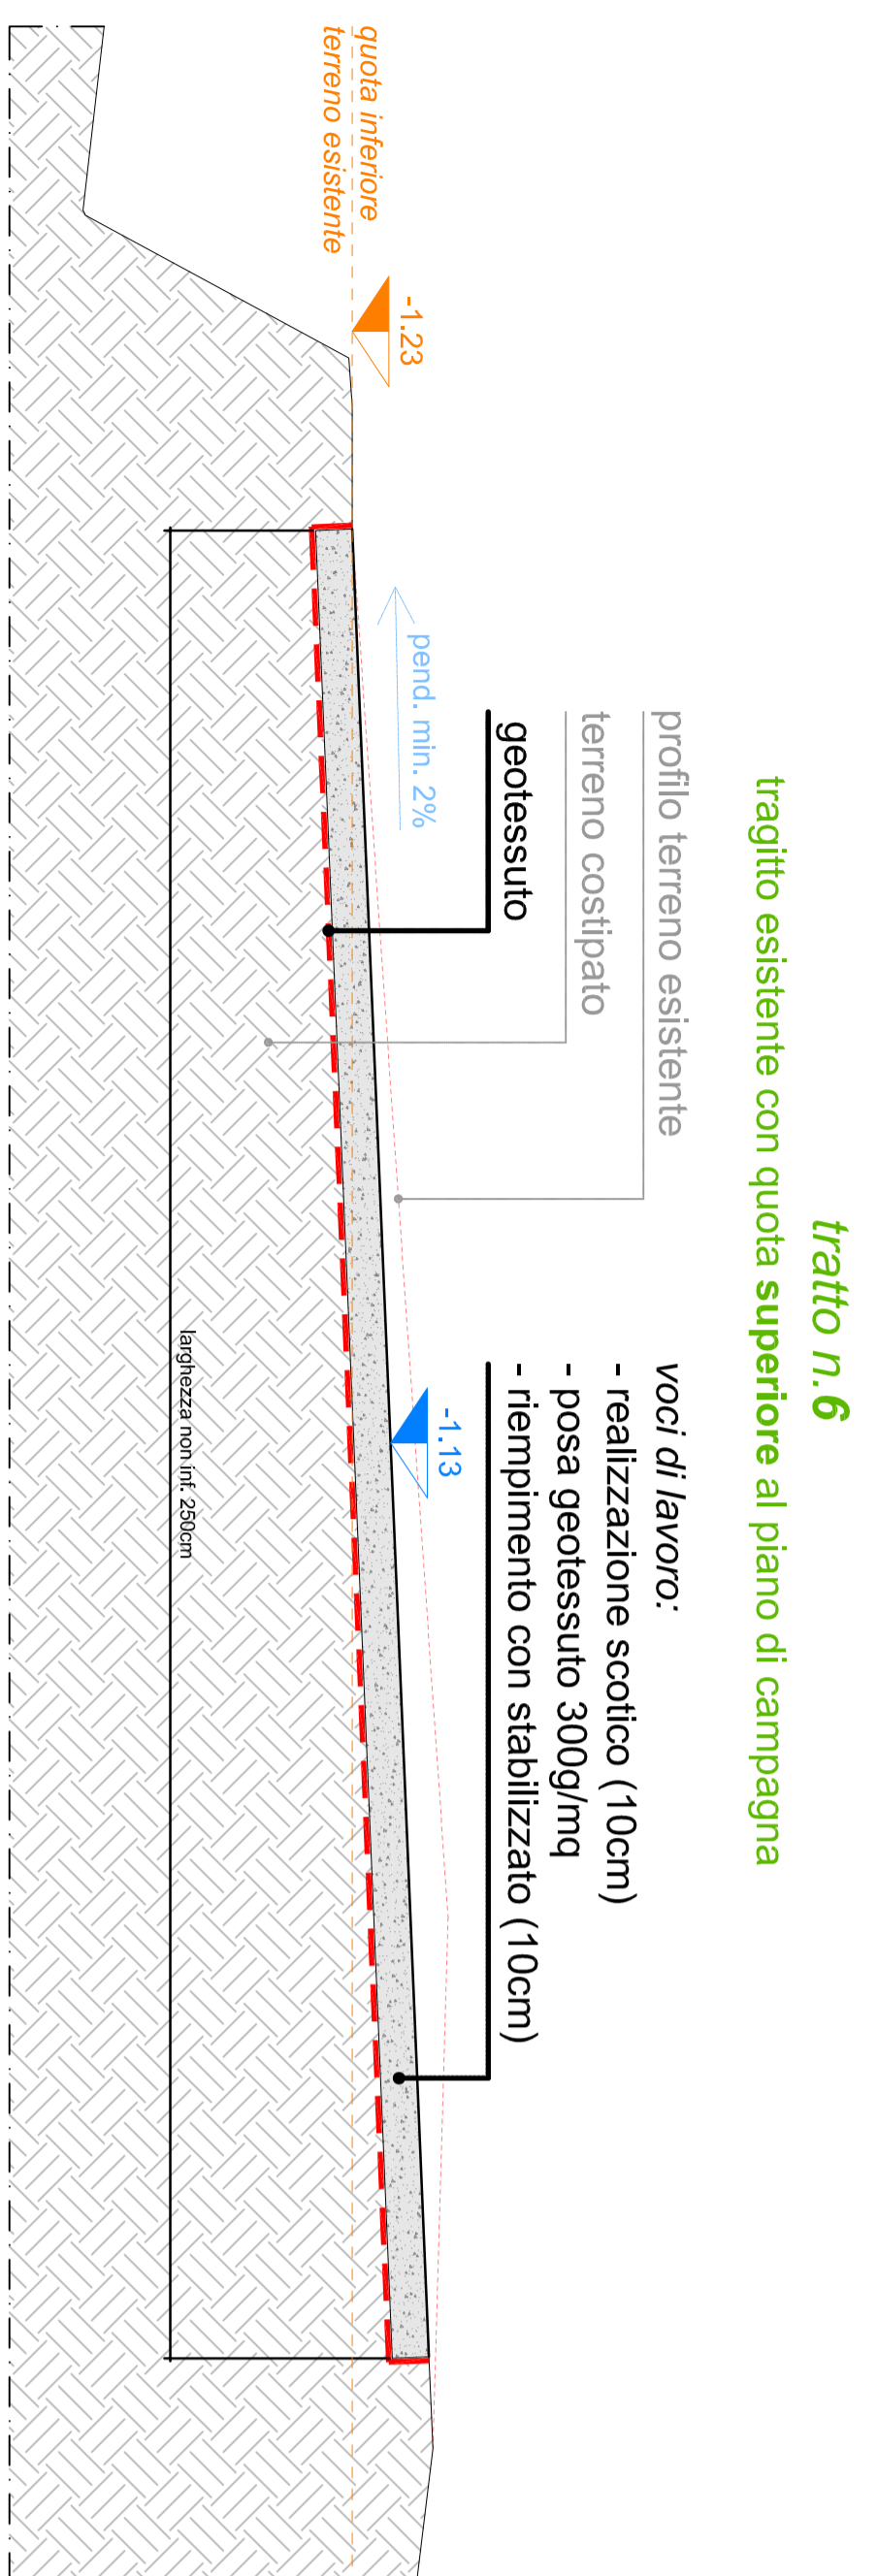 tratto n.6
tragitto esistente con quota superiore al piano di campagna
profilo terreno esistente
terreno costipato
geotessuto
voci di lavoro:
- realizzazione scotico (10cm)
- posa geotessuto 300g/mq
- riempimento con stabilizzato (10cm)
quota inferiore
terreno esistente
-1.23
pend. min. 2%
-1.13
larghezza non inf. 250cm